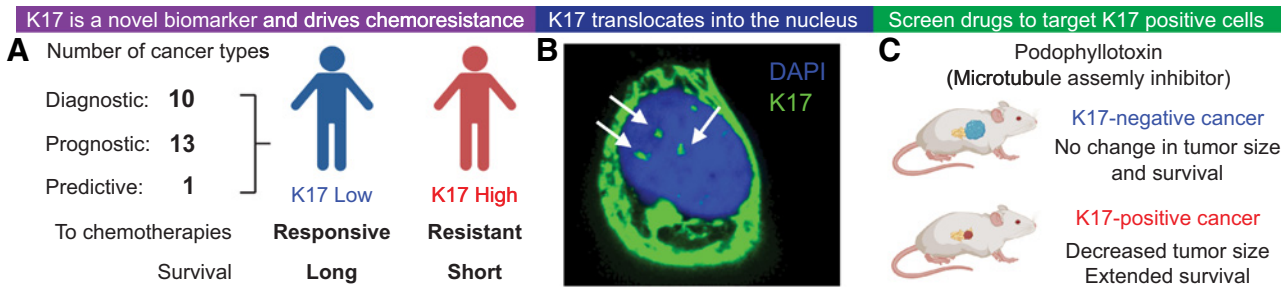 K17 is a novel biomarker and drives chemoresistance
K17 translocates into the nucleus
Screen drugs to target K17 positive cells
A
Number of cancer types
Diagnostic: 10
Prognostic: 13
Predictive: 1
K17 Low
K17 High
To chemotherapies
Responsive
Resistant
Survival
Long
Short
B
DAPI
K17
C
Podophyllotoxin
(Microtubule assemly inhibitor)
K17-negative cancer
No change in tumor size
and survival
K17-positive cancer
Decreased tumor size
Extended survival